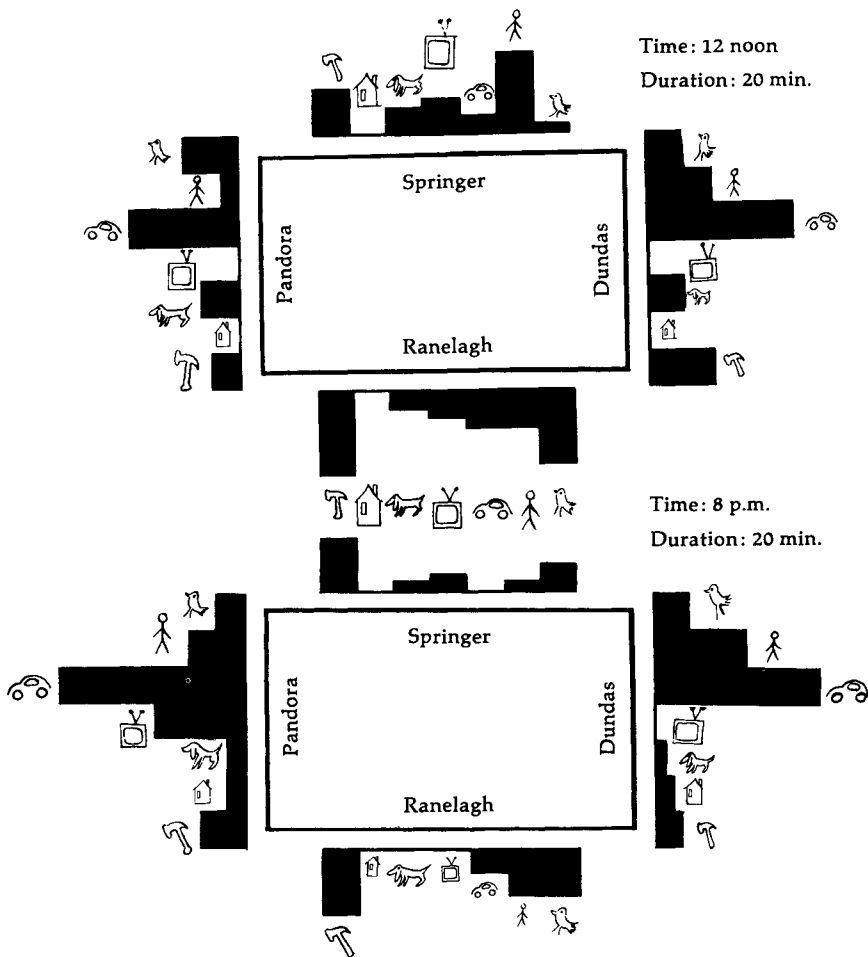 Time: 12 noon
Duration: 20 min.
Springer
Pandora
Dundas
Ranelagh
Time: 8 p.m.
Duration: 20 min.
Springer
Pandora
Dundas
Ranelagh